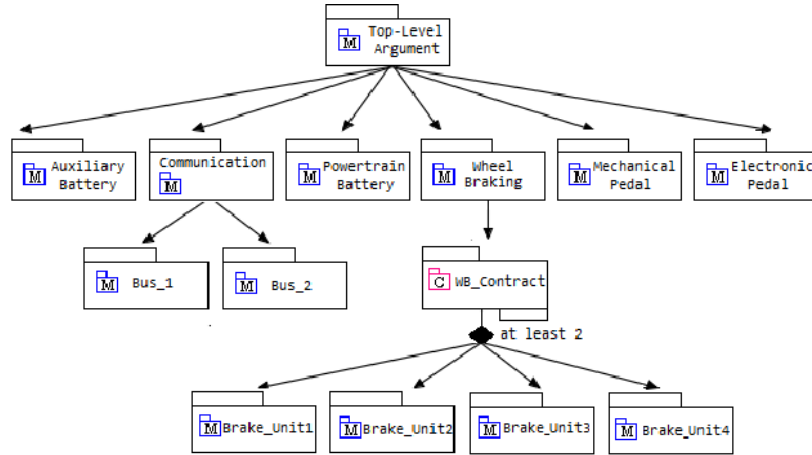 Top-Level
M Argument
Auxiliary
M Battery
Communication
M
Powertrain
M Battery
Wheel
M Braking
Mechanical
M Pedal
Electronic
M Pedal
M Bus_1
M Bus_2
C WB_Contract
at least 2
M Brake_Unit1
M Brake_Unit2
M Brake_Unit3
M Brake_Unit4